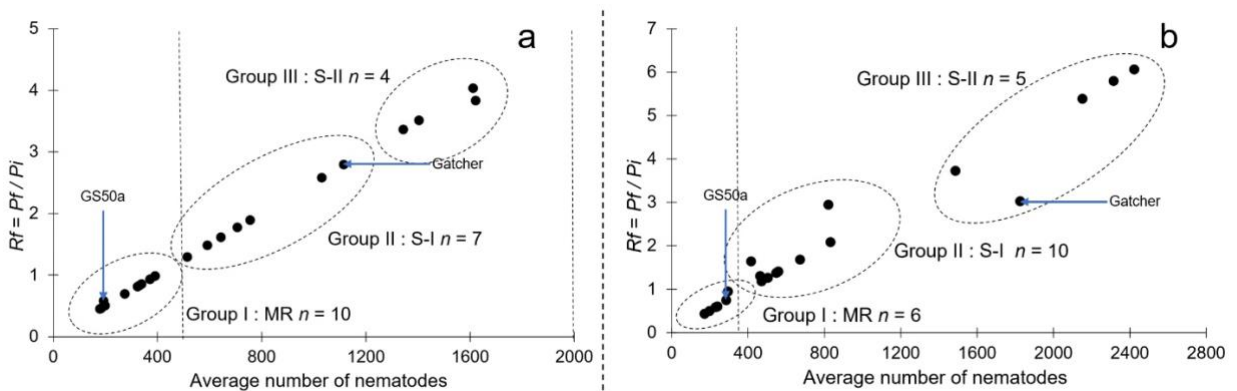 a
5
4
3
2
1
0
Rf = Pf / Pi
Group III : S-II n = 4
Gatcher
GS50a
Group II : S-I n = 7
Group I : MR n = 10
0 400 800 1200 1600 2000
Average number of nematodes
b
7
6
5
4
3
2
1
0
Rf = Pf / Pi
Group III : S-II n = 5
GS50a
Gatcher
Group II : S-I n = 10
Group I : MR n = 6
0 400 800 1200 1600 2000 2400 2800
Average number of nematodes